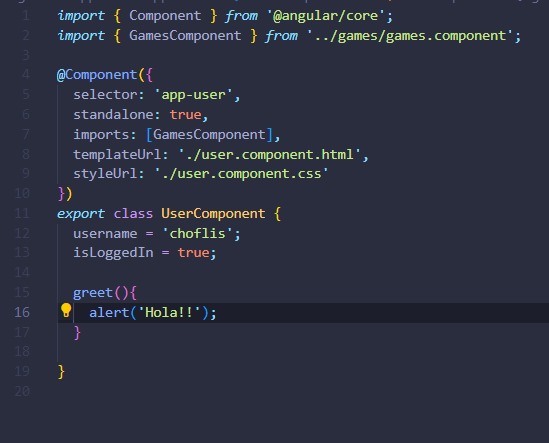 1 import { Component } from '@angular/core';
2 import { GamesComponent } from '../games/games.component';
3
4 @Component({
5   selector: 'app-user',
6   standalone: true,
7   imports: [GamesComponent],
8   templateUrl: './user.component.html',
9   styleUrl: './user.component.css'
10 })
11 export class UserComponent {
12   username = 'choflis';
13   isLoggedIn = true;
14
15   greet(){
16     alert('Hola!!');
17   }
18
19 }
20